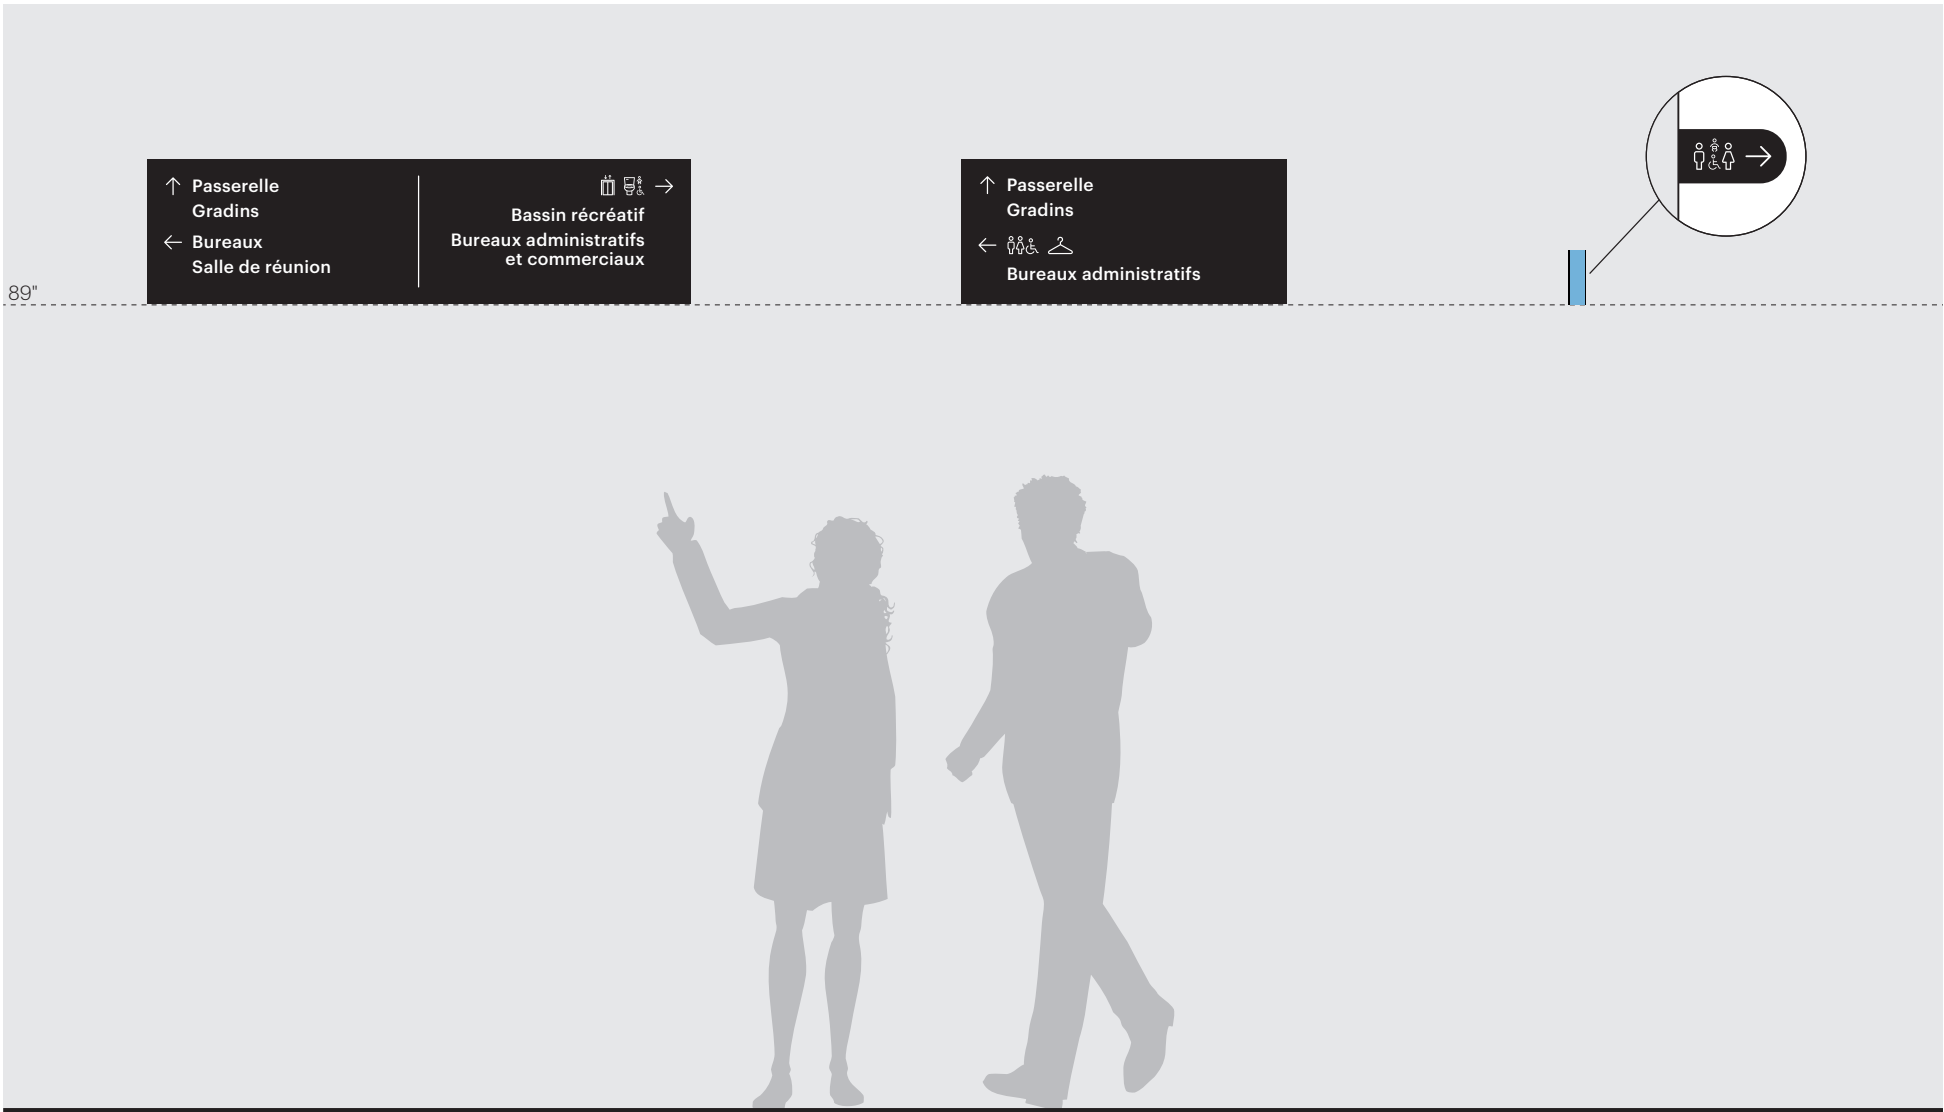 Passerelle
Gradins
Bureaux
Salle de réunion
Bassin récréatif
Bureaux administratifs
et commerciaux
Passerelle
Gradins
Bureaux administratifs
89"